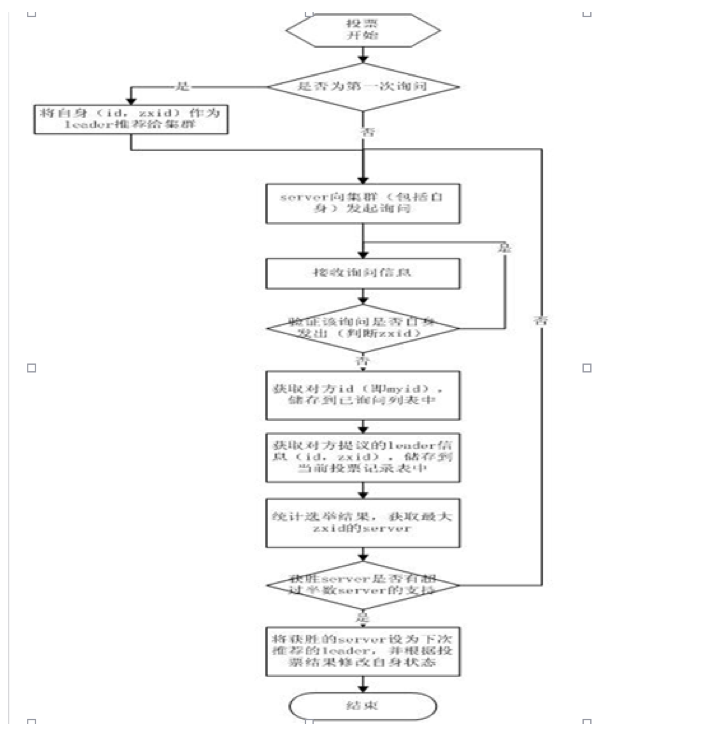 投票
开始
是否为第一次询问
是
将自身（id，zxid）作为
leader推荐给集群
否
server向集群（包括自
身）发起询问
是
接收询问信息
否
验证该询问是否自身
发出（判断zxid）
否
获取对方id（即myid），
储存到已询问列表中
获取对方提议的leader信
息（id，zxid），储存到
当前投票记录表中
统计选举结果，获取最大
zxid的server
获胜server是否有超
过半数server的支持
是
将获胜的server设为下次
推荐的leader，并根据投
票结果修改自身状态
结束